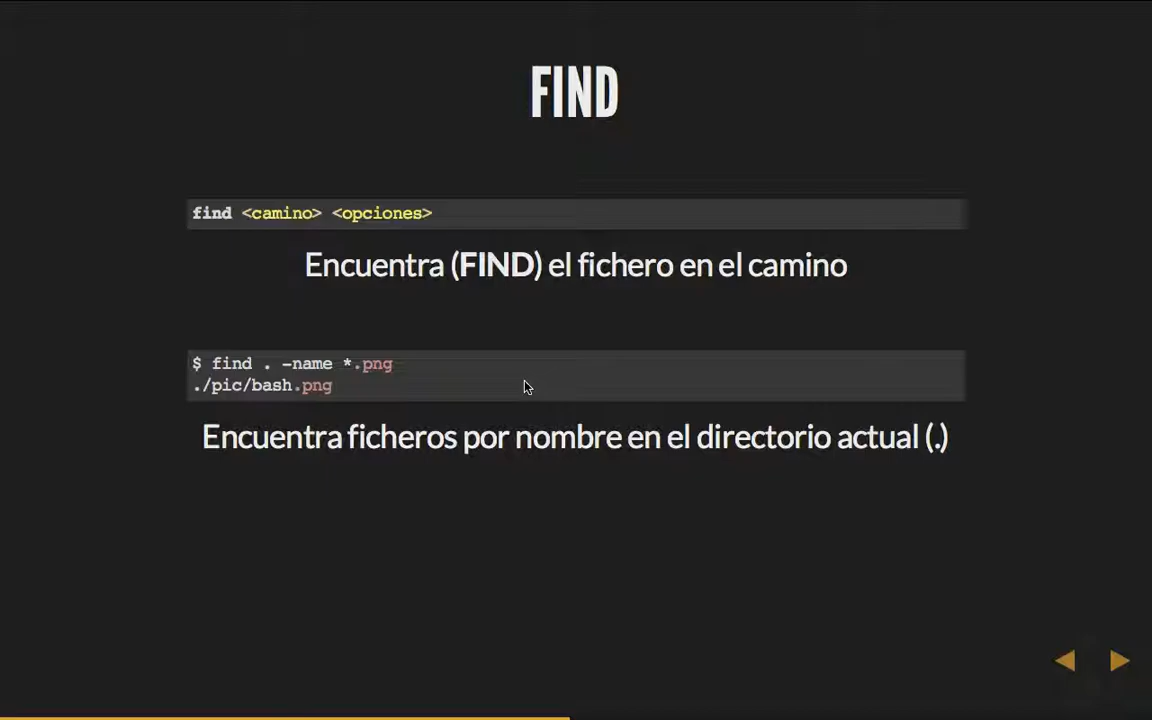 FIND
find <camino> <opciones>
Encuentra (FIND) el fichero en el camino
$ find . -name *.png
./pic/bash.png
Encuentra ficheros por nombre en el directorio actual (.)